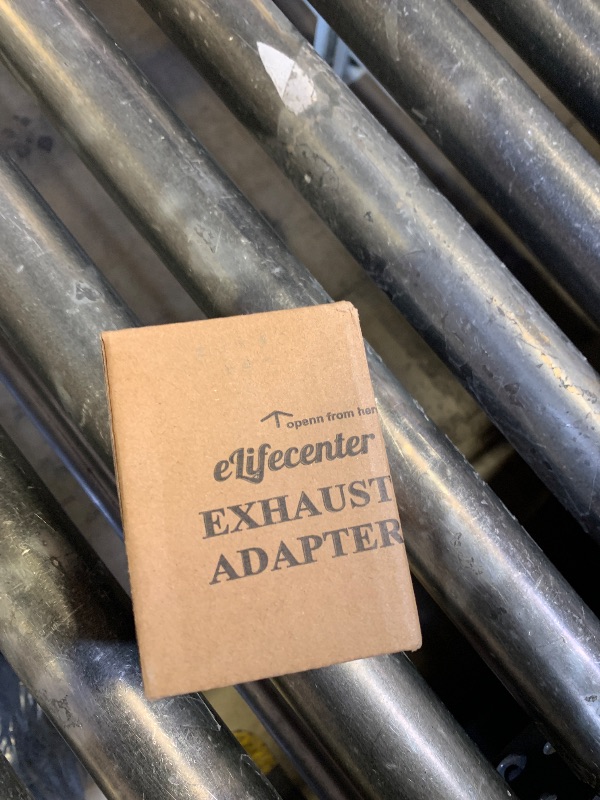 openn from her
eLifecenter
EXHAUST
ADAPTER